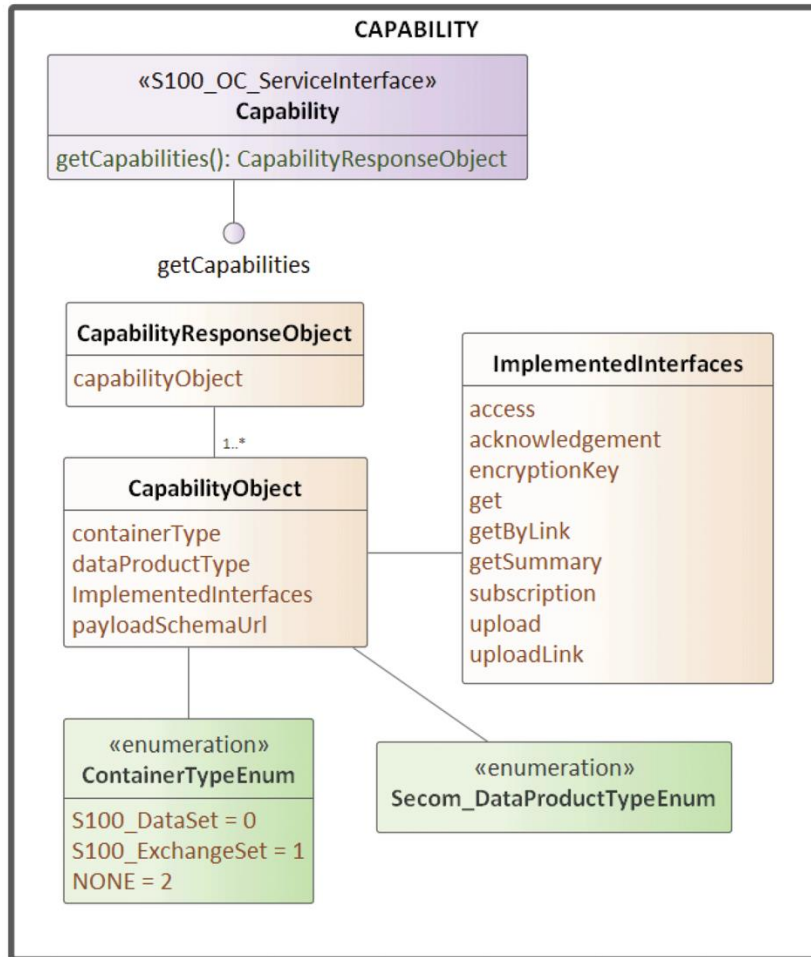 CAPABILITY
«S100_OC_ServiceInterface»
Capability
getCapabilities(): CapabilityResponseObject
getCapabilities
CapabilityResponseObject
capabilityObject
1..*
CapabilityObject
containerType
dataProductType
ImplementedInterfaces
payloadSchemaUrl
ImplementedInterfaces
access
acknowledgement
encryptionKey
get
getByLink
getSummary
subscription
upload
uploadLink
«enumeration»
ContainerTypeEnum
S100_DataSet = 0
S100_ExchangeSet = 1
NONE = 2
«enumeration»
Secom_DataProductTypeEnum